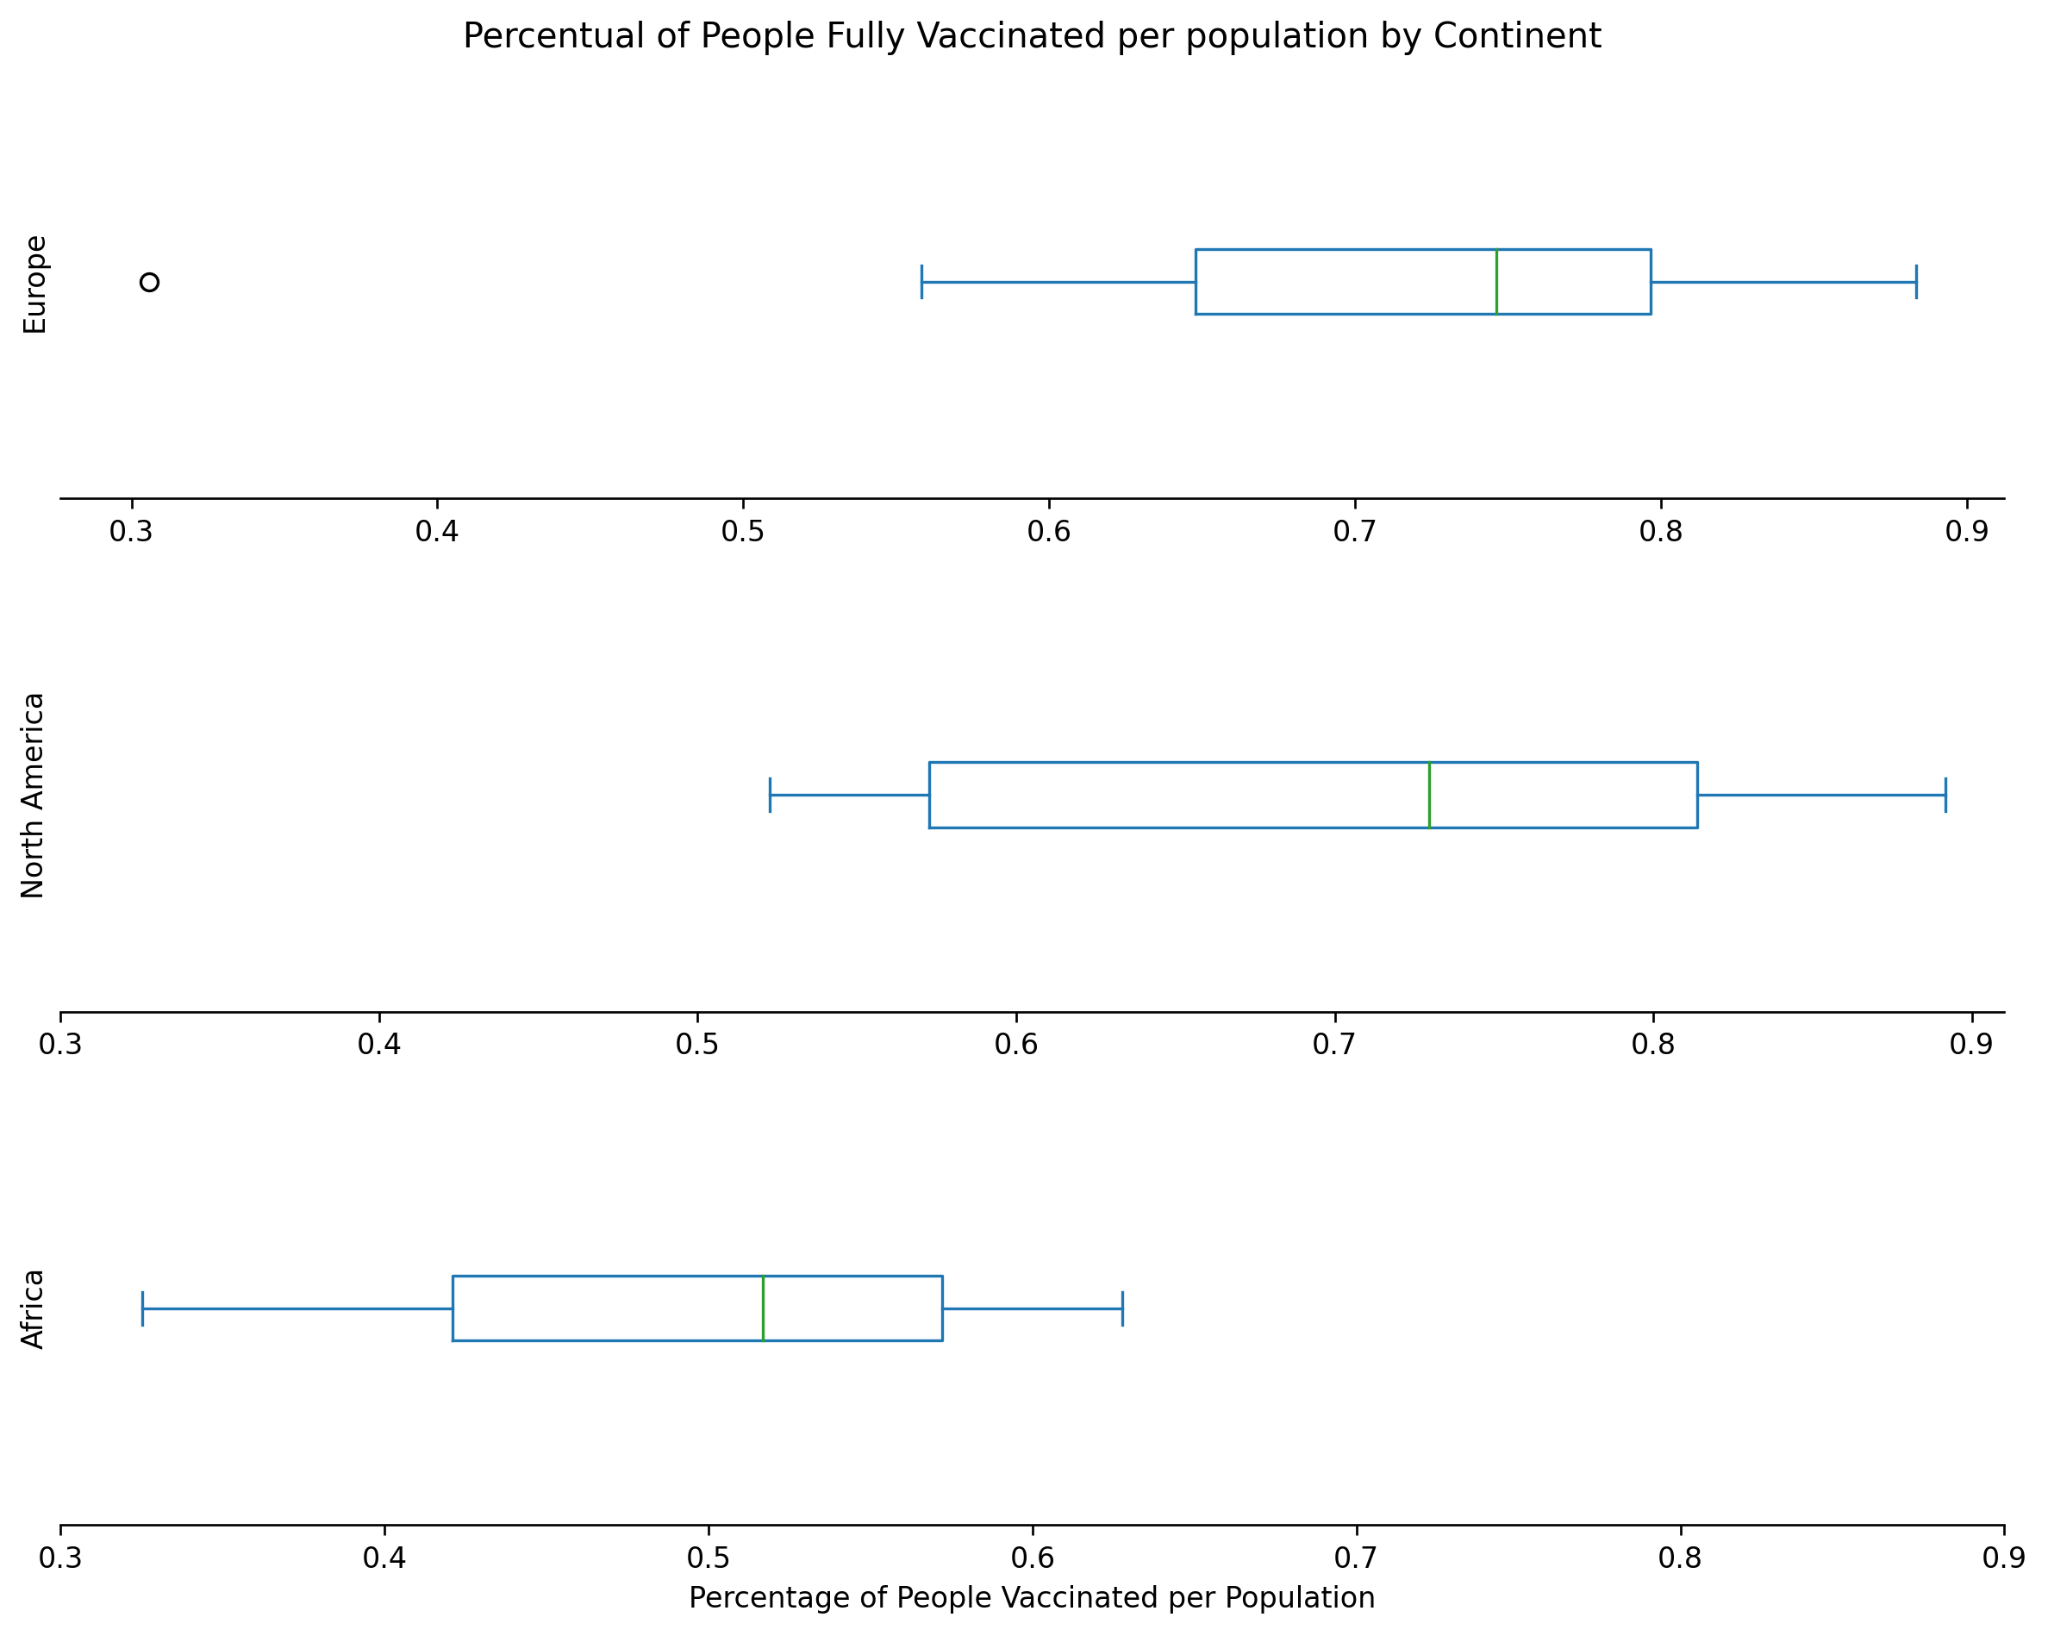 Percentual of People Fully Vaccinated per population by Continent
Europe
0.3 0.4 0.5 0.6 0.7 0.8 0.9
North America
0.3 0.4 0.5 0.6 0.7 0.8 0.9
Africa
0.3 0.4 0.5 0.6 0.7 0.8 0.9
Percentage of People Vaccinated per Population